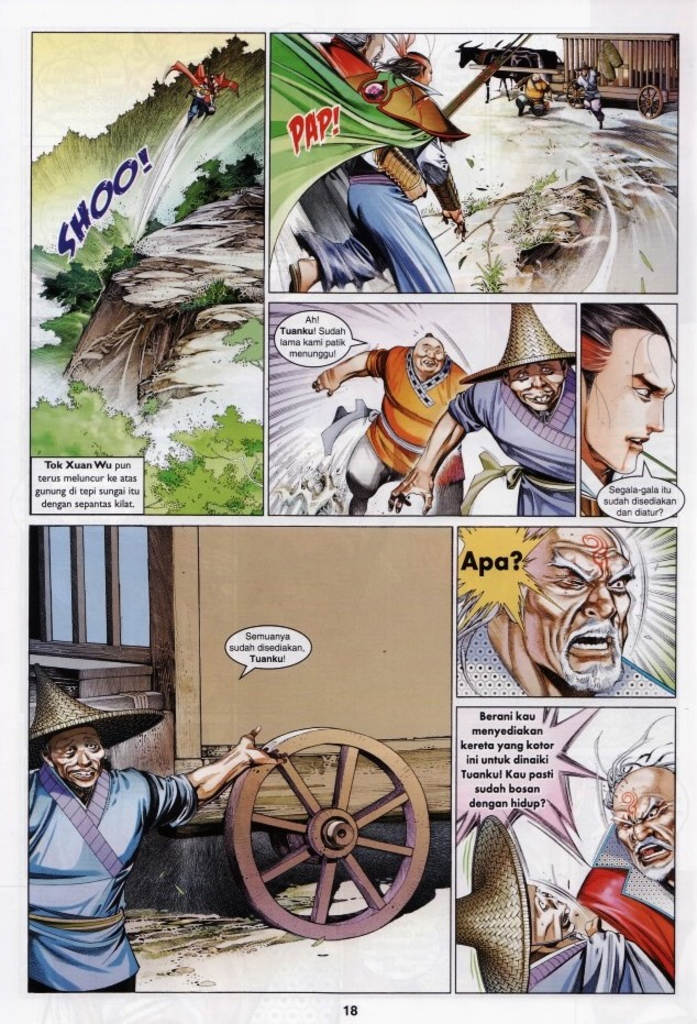 SHOO!
Tok Xuan Wu pun
terus meluncur ke atas
gunung di tepi sungai itu
dengan sepantas kilat.
PAP!
Ah!
Tuanku! Sudah
lama kami patik
menunggu!
Segala-gala itu
sudah disediakan
dan diatur?
Semuanya
sudah disediakan,
Tuanku!
Apa?
Berani kau
menyediakan
kereta yang kotor
ini untuk dinaiki
Tuanku! Kau pasti
sudah bosan
dengan hidup?
18